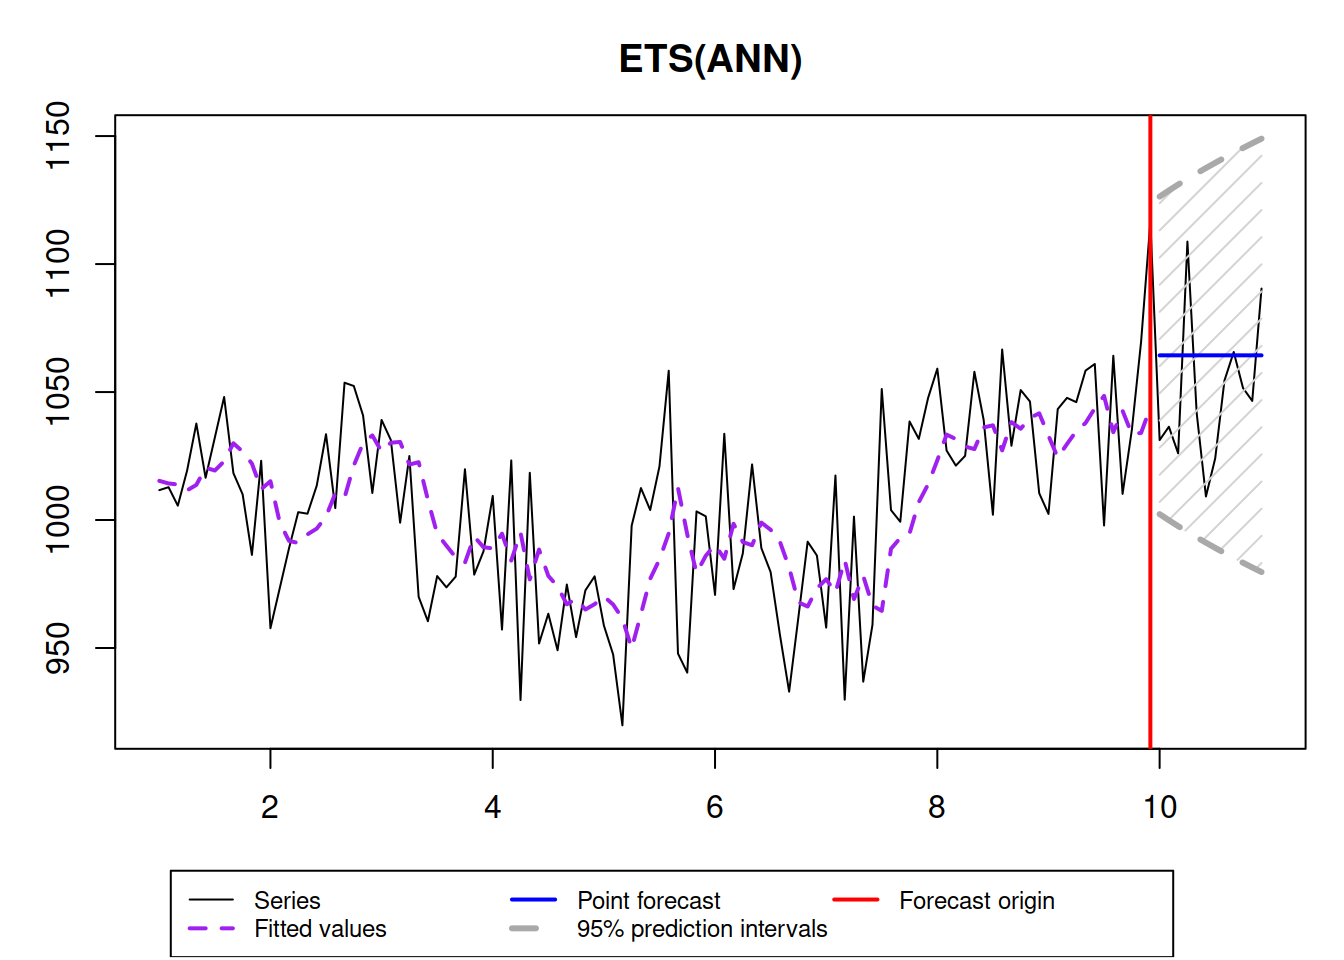 ETS(ANN)
1150
1100
1050
1000
950
2 4 6 8 10
Series Point forecast Forecast origin
Fitted values 95% prediction intervals